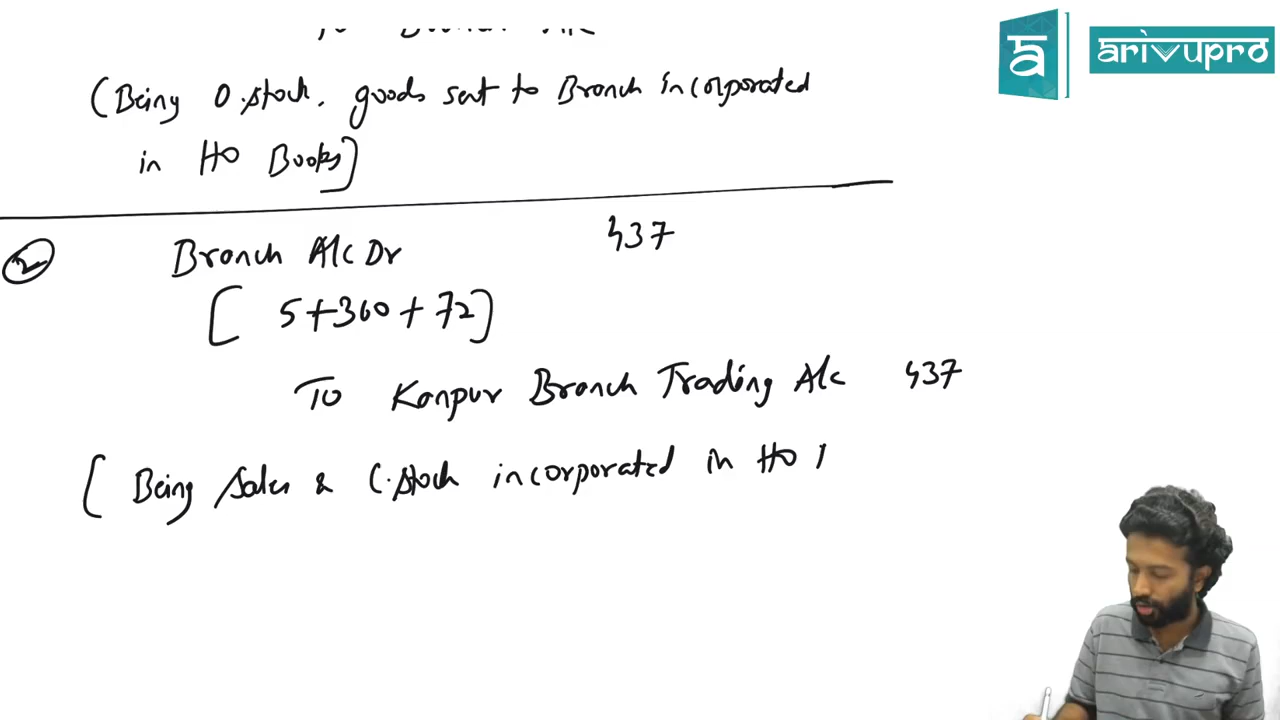 arivupro
(Being O.stock, goods sent to Branch incorporated
in HO Books]
2 Branch A/c Dr 437
[ 5+360+72]
To Kanpur Branch Trading A/c 437
[ Being Sales & C.stock incorporated in HO